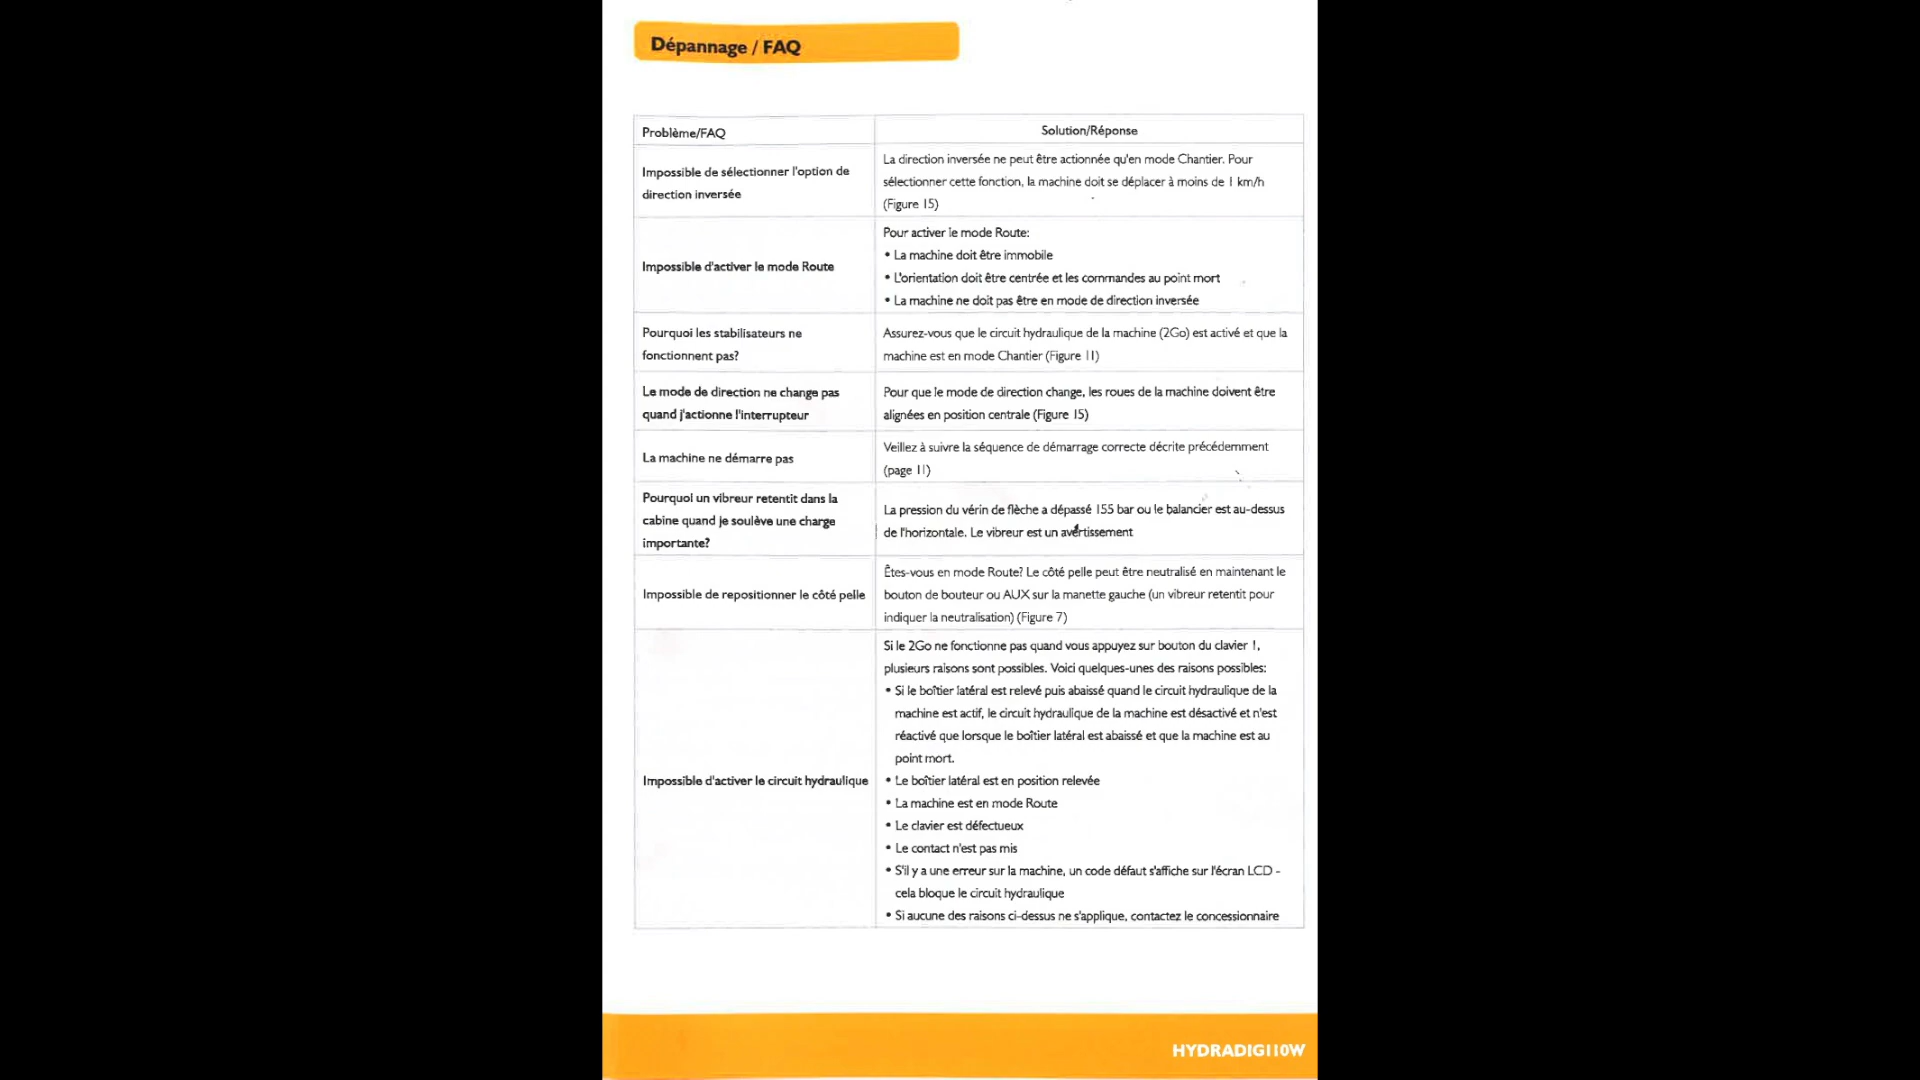 Dépannage / FAQ
Problème/FAQ
Solution/Réponse
Impossible de sélectionner l'option de
direction inversée
La direction inversée ne peut être actionnée qu'en mode Chantier. Pour
sélectionner cette fonction, la machine doit se déplacer à moins de 1 km/h
(Figure 15)
Impossible d'activer le mode Route
Pour activer le mode Route:
• La machine doit être immobile
• L'orientation doit être centrée et les commandes au point mort
• La machine ne doit pas être en mode de direction inversée
Pourquoi les stabilisateurs ne
fonctionnent pas?
Assurez-vous que le circuit hydraulique de la machine (2Go) est activé et que la
machine est en mode Chantier (Figure 11)
Le mode de direction ne change pas
quand j'actionne l'interrupteur
Pour que le mode de direction change, les roues de la machine doivent être
alignées en position centrale (Figure 15)
La machine ne démarre pas
Veillez à suivre la séquence de démarrage correcte décrite précédemment
(page 11)
Pourquoi un vibreur retentit dans la
cabine quand je soulève une charge
importante?
La pression du vérin de flèche a dépassé 155 bar ou le balancier est au-dessus
de l'horizontale. Le vibreur est un avertissement
Impossible de repositionner le côté pelle
Êtes-vous en mode Route? Le côté pelle peut être neutralisé en maintenant le
bouton de bouteur ou AUX sur la manette gauche (un vibreur retentit pour
indiquer la neutralisation) (Figure 7)
Impossible d'activer le circuit hydraulique
Si le 2Go ne fonctionne pas quand vous appuyez sur bouton du clavier 1,
plusieurs raisons sont possibles. Voici quelques-unes des raisons possibles:
• Si le boîtier latéral est relevé puis abaissé quand le circuit hydraulique de la
machine est actif, le circuit hydraulique de la machine est désactivé et n'est
réactivé que lorsque le boîtier latéral est abaissé et que la machine est au
point mort.
• Le boîtier latéral est en position relevée
• La machine est en mode Route
• Le clavier est défectueux
• Le contact n'est pas mis
• S'il y a une erreur sur la machine, un code défaut s'affiche sur l'écran LCD -
cela bloque le circuit hydraulique
• Si aucune des raisons ci-dessus ne s'applique, contactez le concessionnaire
HYDRADIG110W